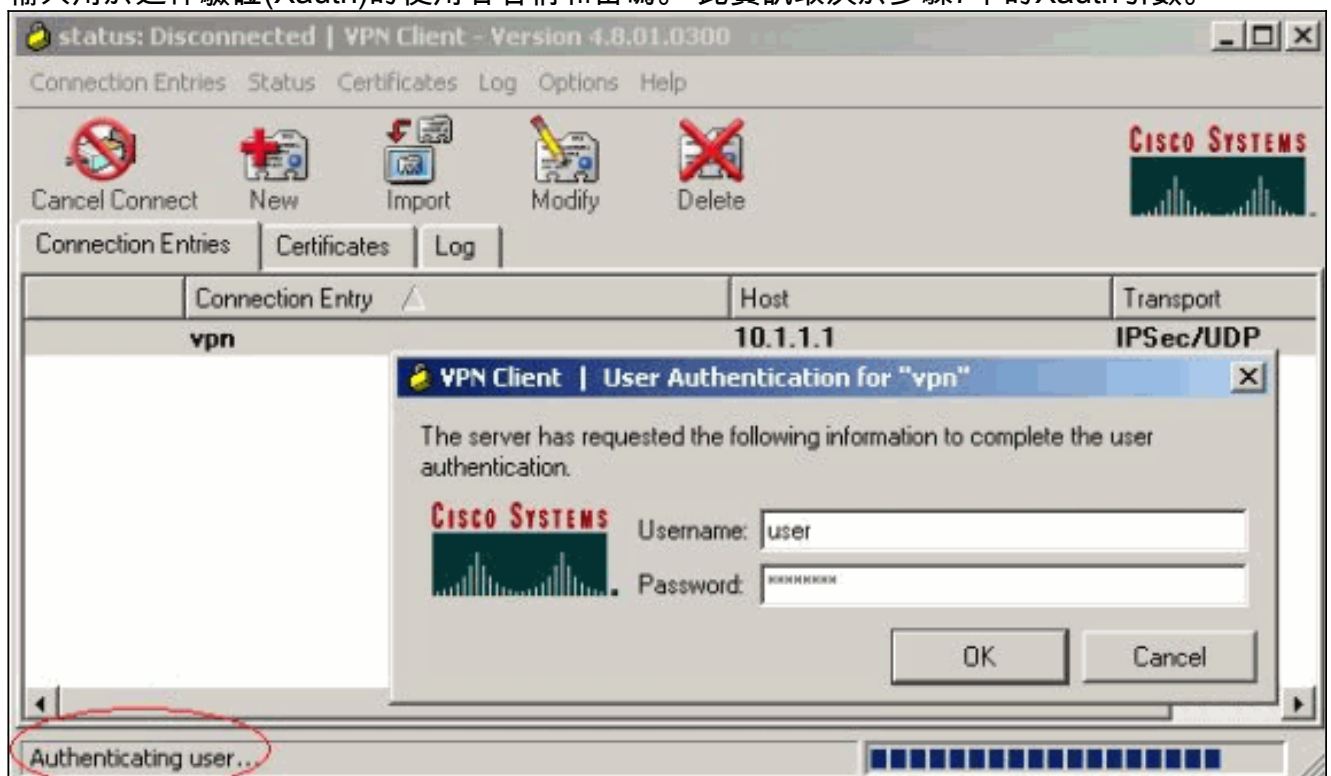 status: Disconnected | VPN Client - Version 4.8.01.0300
Connection Entries Status Certificates Log Options Help
Cancel Connect New Import Modify Delete
CISCO SYSTEMS
Connection Entries Certificates Log
Connection Entry Host Transport
vpn 10.1.1.1 IPSec/UDP
VPN Client | User Authentication for "vpn"
The server has requested the following information to complete the user
authentication.
CISCO SYSTEMS
Username: user
Password: ********
OK Cancel
Authenticating user...